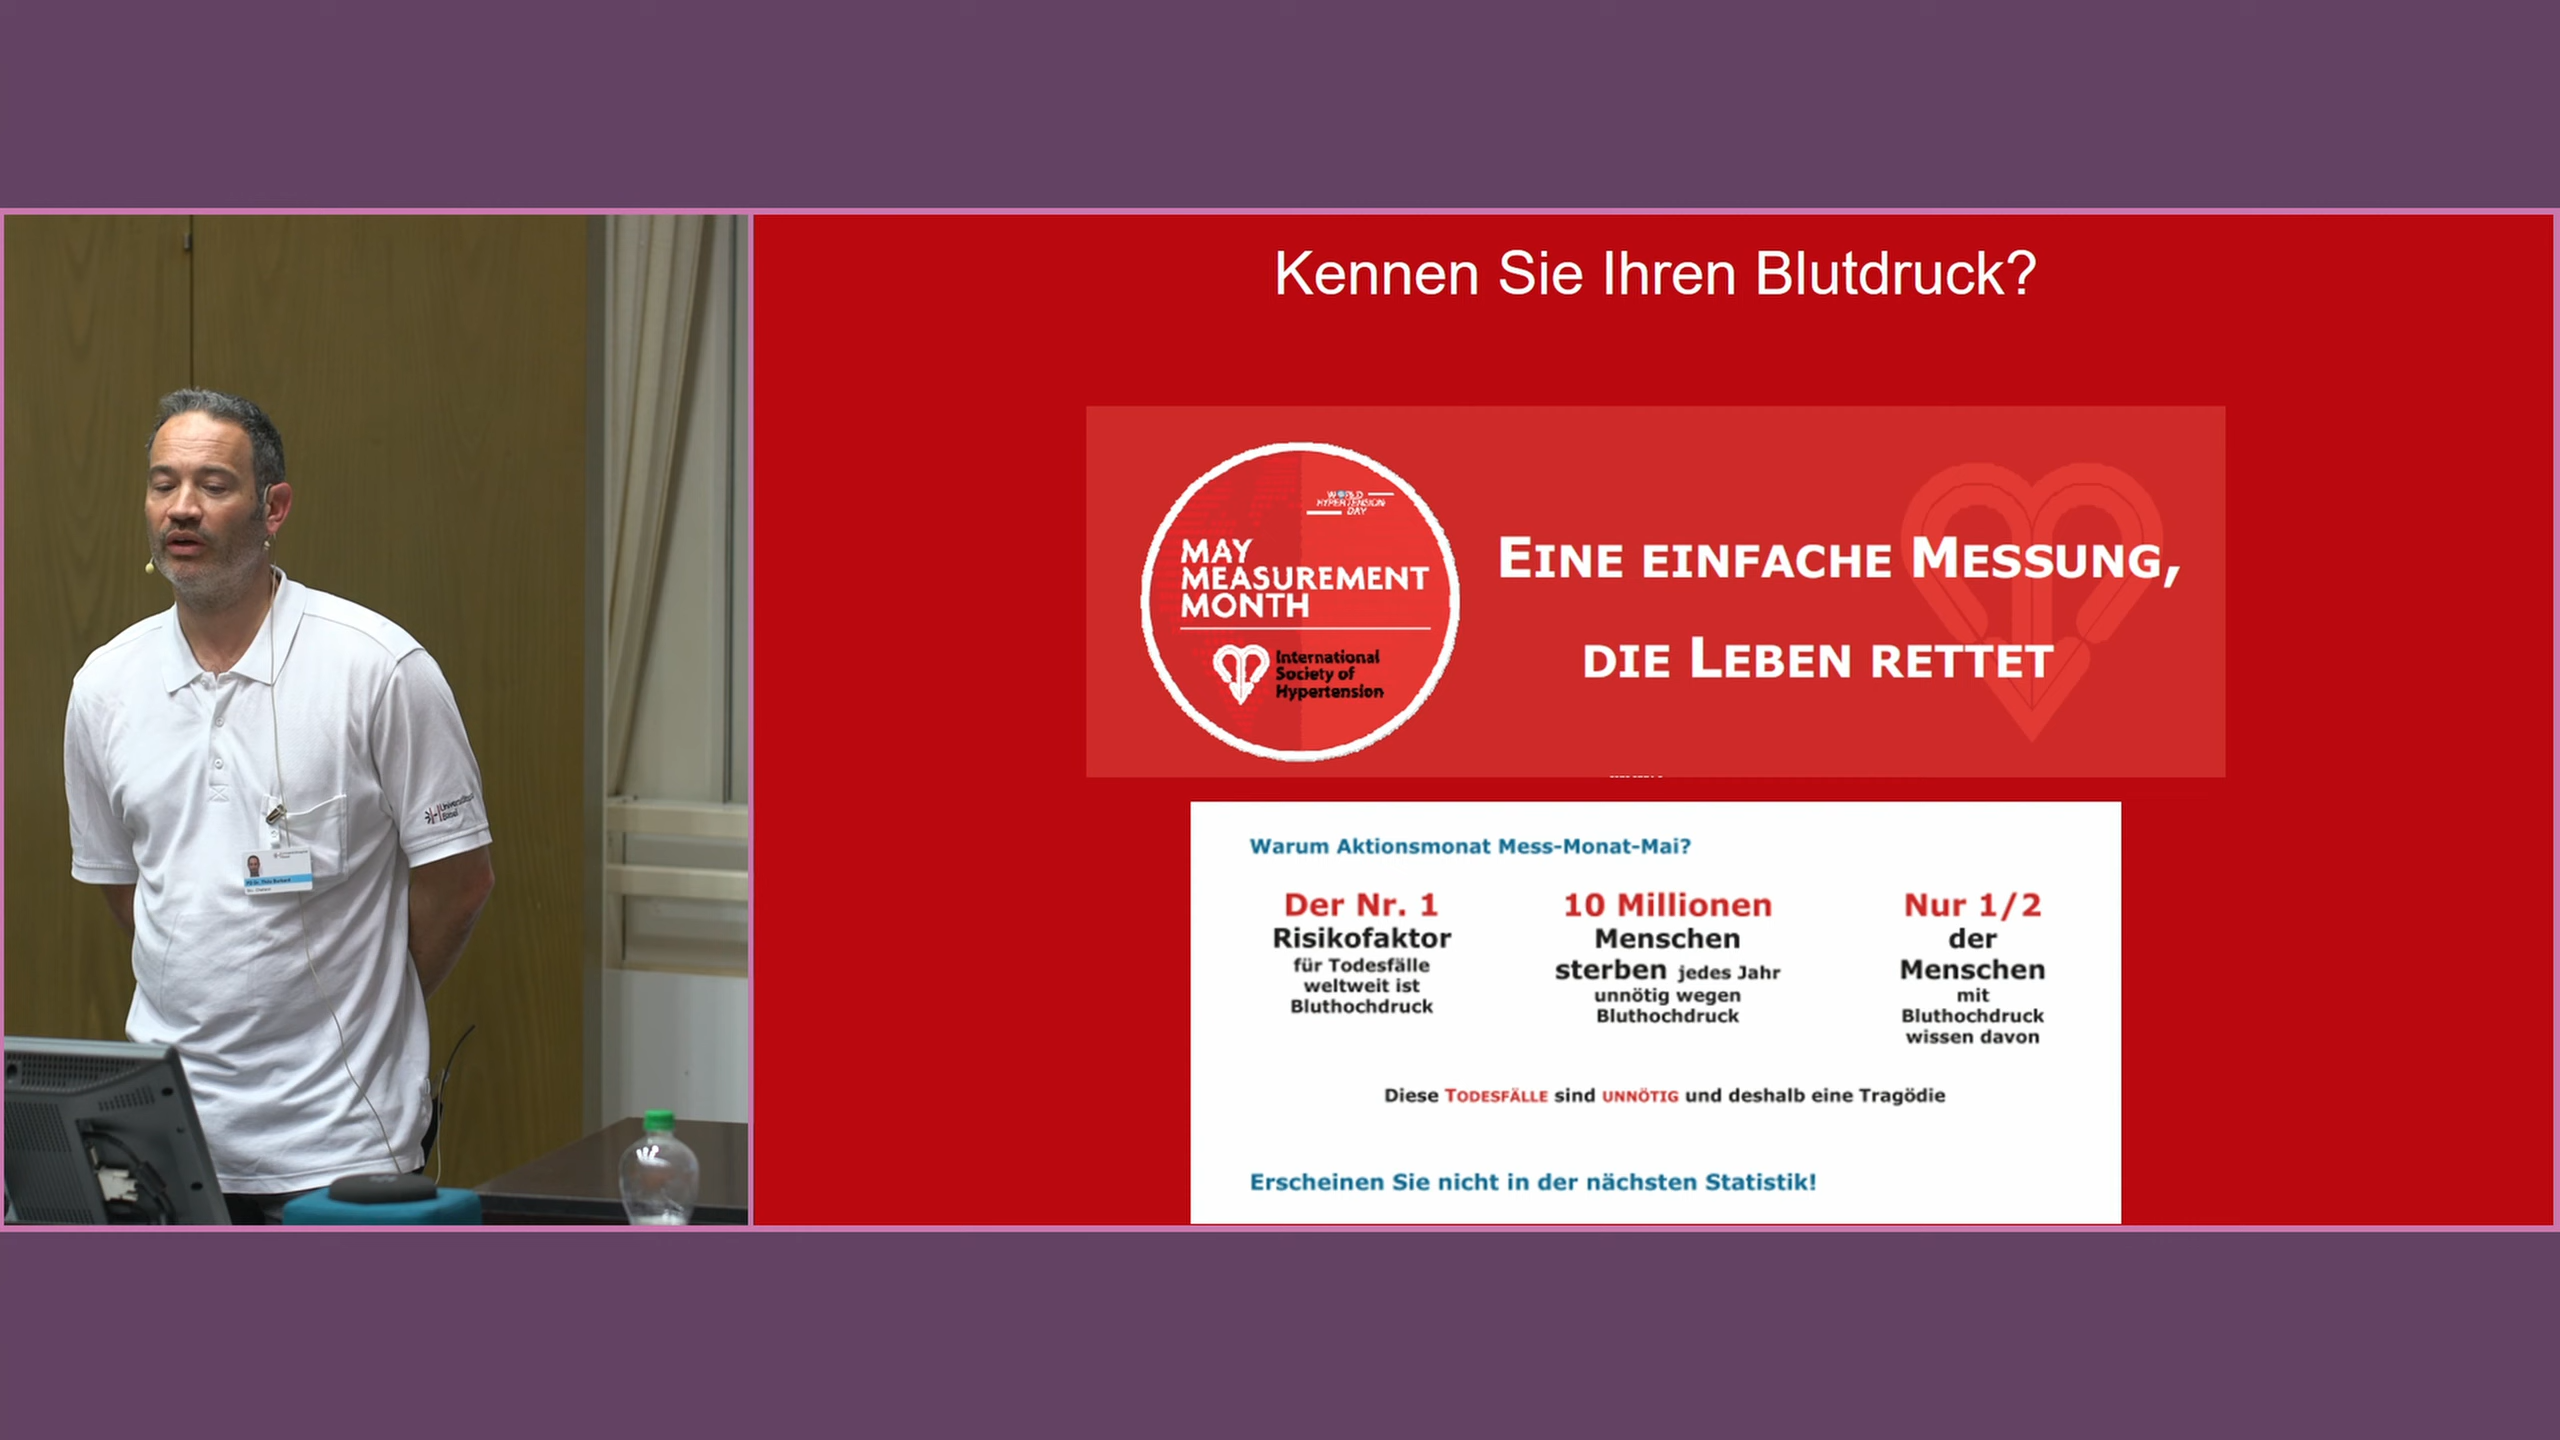 Kennen Sie Ihren Blutdruck?
WORLD
HYPERTENSION
DAY
MAY
MEASUREMENT
MONTH
International
Society of
Hypertension
EINE EINFACHE MESSUNG,
DIE LEBEN RETTET
Warum Aktionsmonat Mess-Monat-Mai?
Der Nr. 1
Risikofaktor
für Todesfälle
weltweit ist
Bluthochdruck
10 Millionen
Menschen
sterben jedes Jahr
unnötig wegen
Bluthochdruck
Nur 1/2
der
Menschen
mit
Bluthochdruck
wissen davon
Diese TODESFÄLLE sind UNNÖTIG und deshalb eine Tragödie
Erscheinen Sie nicht in der nächsten Statistik!